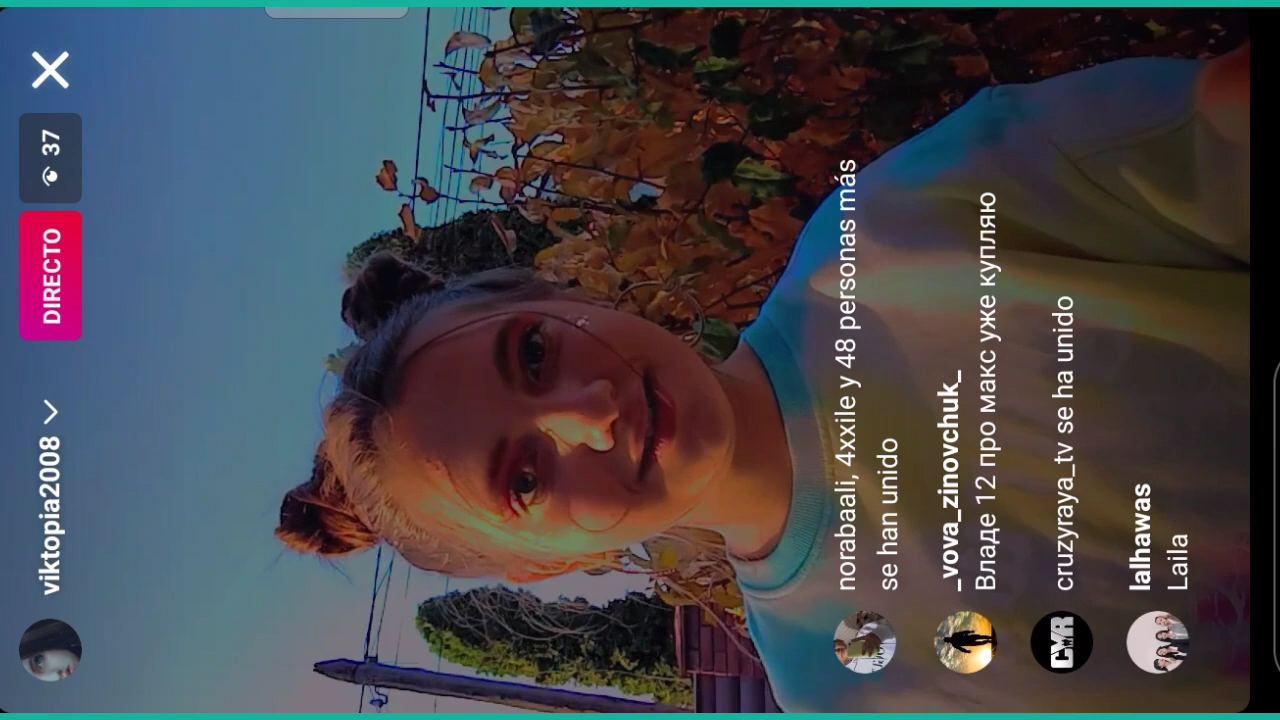 viktopia2008
DIRECTO
37
norabaali, 4xxile y 48 personas más
se han unido
_vova_zinovchuk_
Владе 12 про макс уже купляю
cruzyraya_tv se ha unido
lalhawas
Laila
CYR